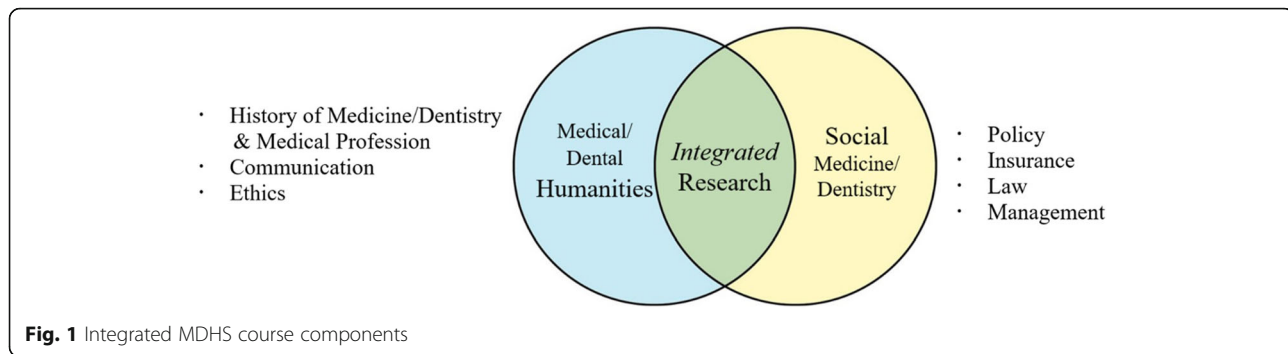 · History of Medicine/Dentistry
& Medical Profession
· Communication
· Ethics
Medical/
Dental
Humanities
Integrated
Research
Social
Medicine/
Dentistry
· Policy
· Insurance
· Law
· Management
Fig. 1 Integrated MDHS course components